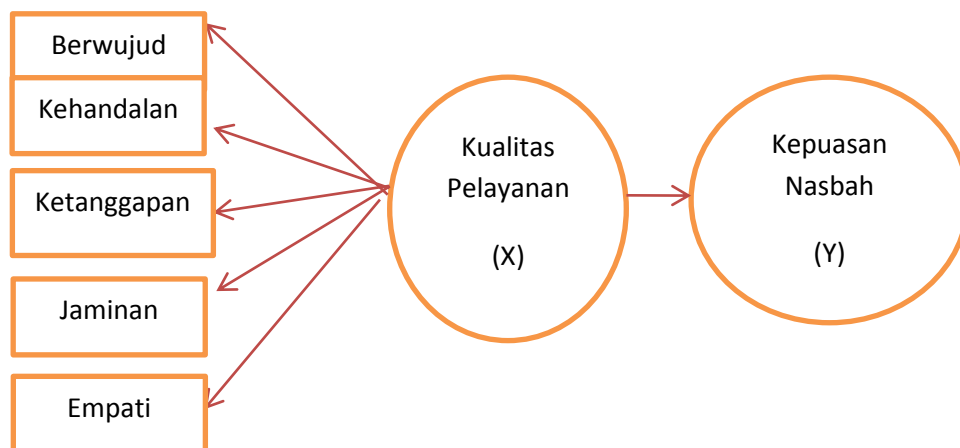 Berwujud
Kehandalan
Ketanggapan
Jaminan
Empati
Kualitas
Pelayanan
(X)
Kepuasan
Nasbah
(Y)